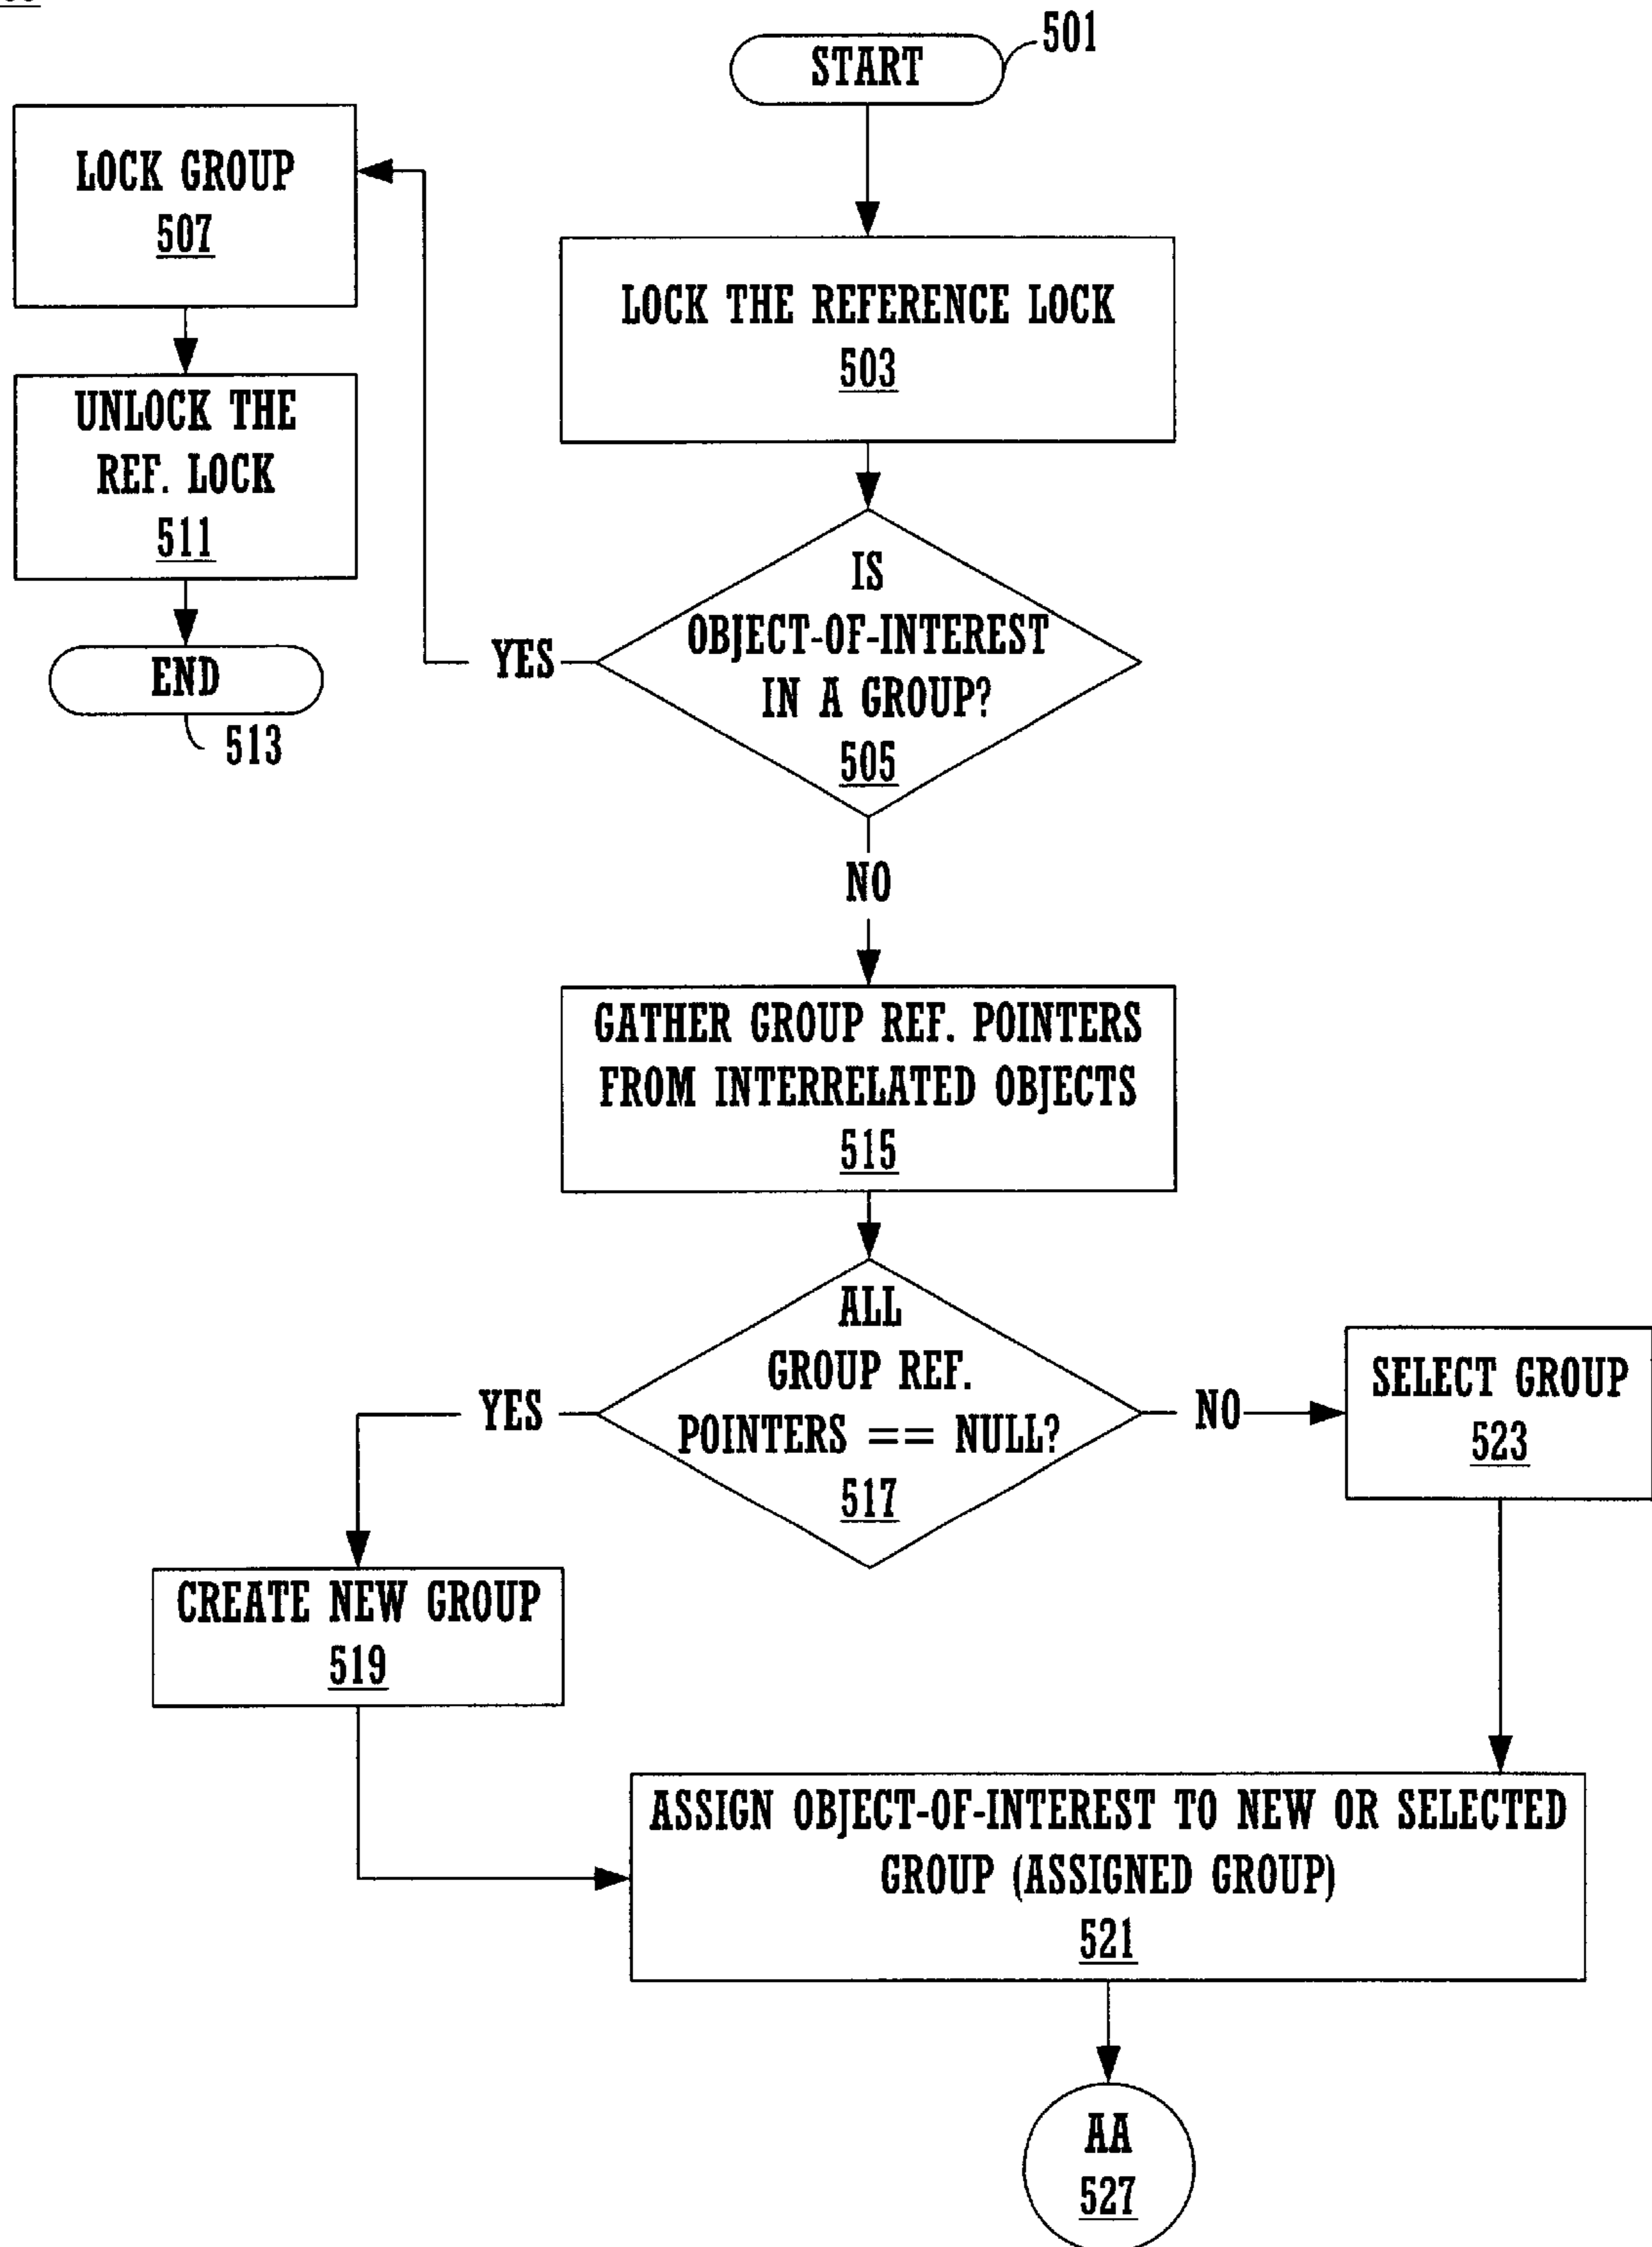 START
501
LOCK GROUP
507
LOCK THE REFERENCE LOCK
503
UNLOCK THE
REF. LOCK
511
END
513
IS
OBJECT-OF-INTEREST
IN A GROUP?
505
YES
NO
GATHER GROUP REF. POINTERS
FROM INTERRELATED OBJECTS
515
ALL
GROUP REF.
POINTERS == NULL?
517
YES
NO
SELECT GROUP
523
CREATE NEW GROUP
519
ASSIGN OBJECT-OF-INTEREST TO NEW OR SELECTED
GROUP (ASSIGNED GROUP)
521
AA
527